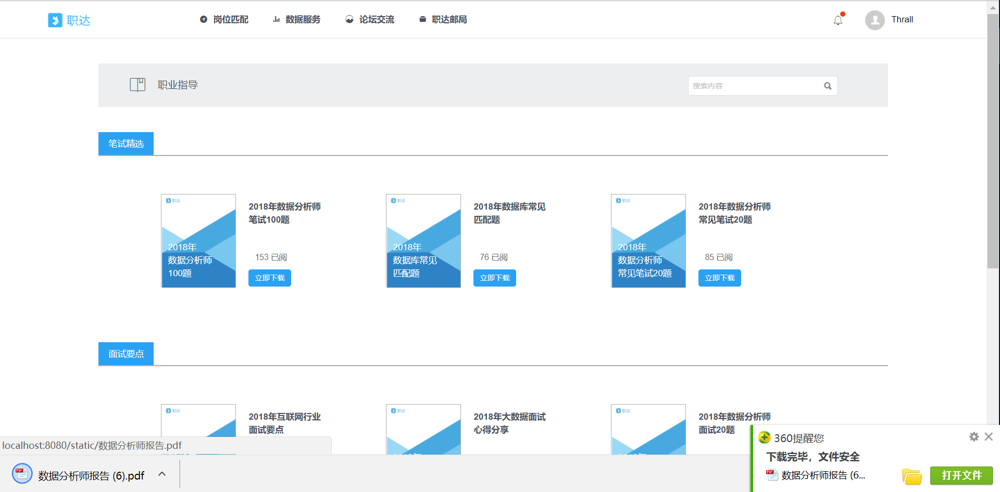 职达
岗位匹配
数据服务
论坛交流
职达邮局
Thrall
职业指导
搜索内容
笔试精选
职达
2018年
数据分析师
100题
2018年数据分析师
笔试100题
153 已阅
立即下载
职达
2018年
数据库常见
匹配题
2018年数据库常见
匹配题
76 已阅
立即下载
职达
2018年
数据分析师
常见笔试20题
2018年数据分析师
常见笔试20题
85 已阅
立即下载
面试要点
职达
2018年互联网行业
面试要点
职达
2018年大数据面试
心得分享
职达
2018年数据分析师
面试20题
localhost:8080/static/数据分析师报告.pdf
PDF
数据分析师报告 (6).pdf
360提醒您
下载完毕，文件安全
PDF
数据分析师报告 (6...
打开文件